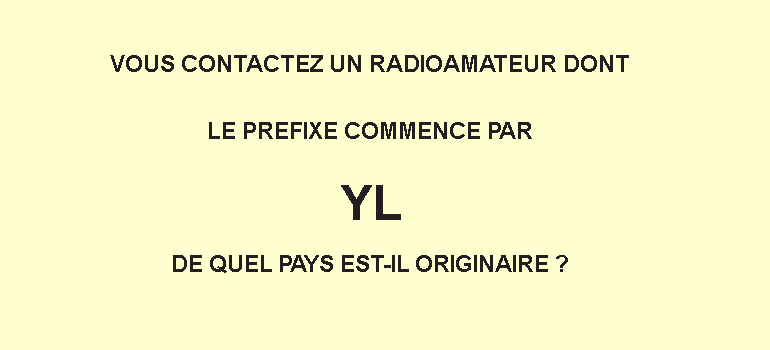 VOUS CONTACTEZ UN RADIOAMATEUR DONT
LE PREFIXE COMMENCE PAR
YL
DE QUEL PAYS EST-IL ORIGINAIRE ?